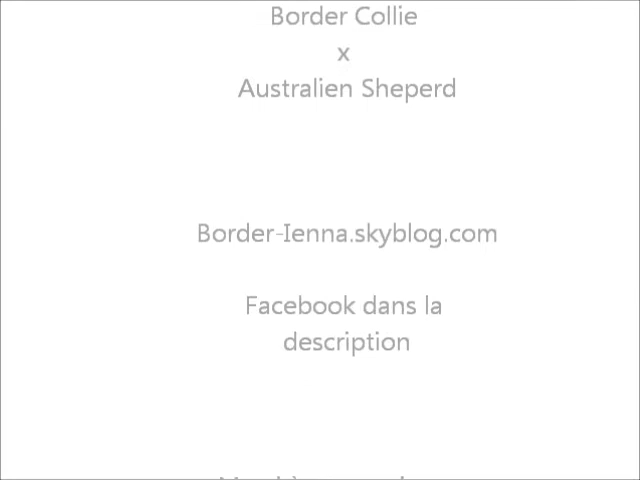 Border Collie
x
Australien Sheperd
Border-Ienna.skyblog.com
Facebook dans la
description